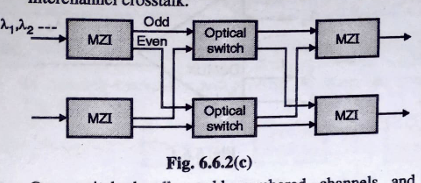 interchannel crosstalk.
λ1,λ2 ---
MZI
Odd
Even
Optical
switch
MZI
MZI
Optical
switch
MZI
Fig. 6.6.2(c)
channels and